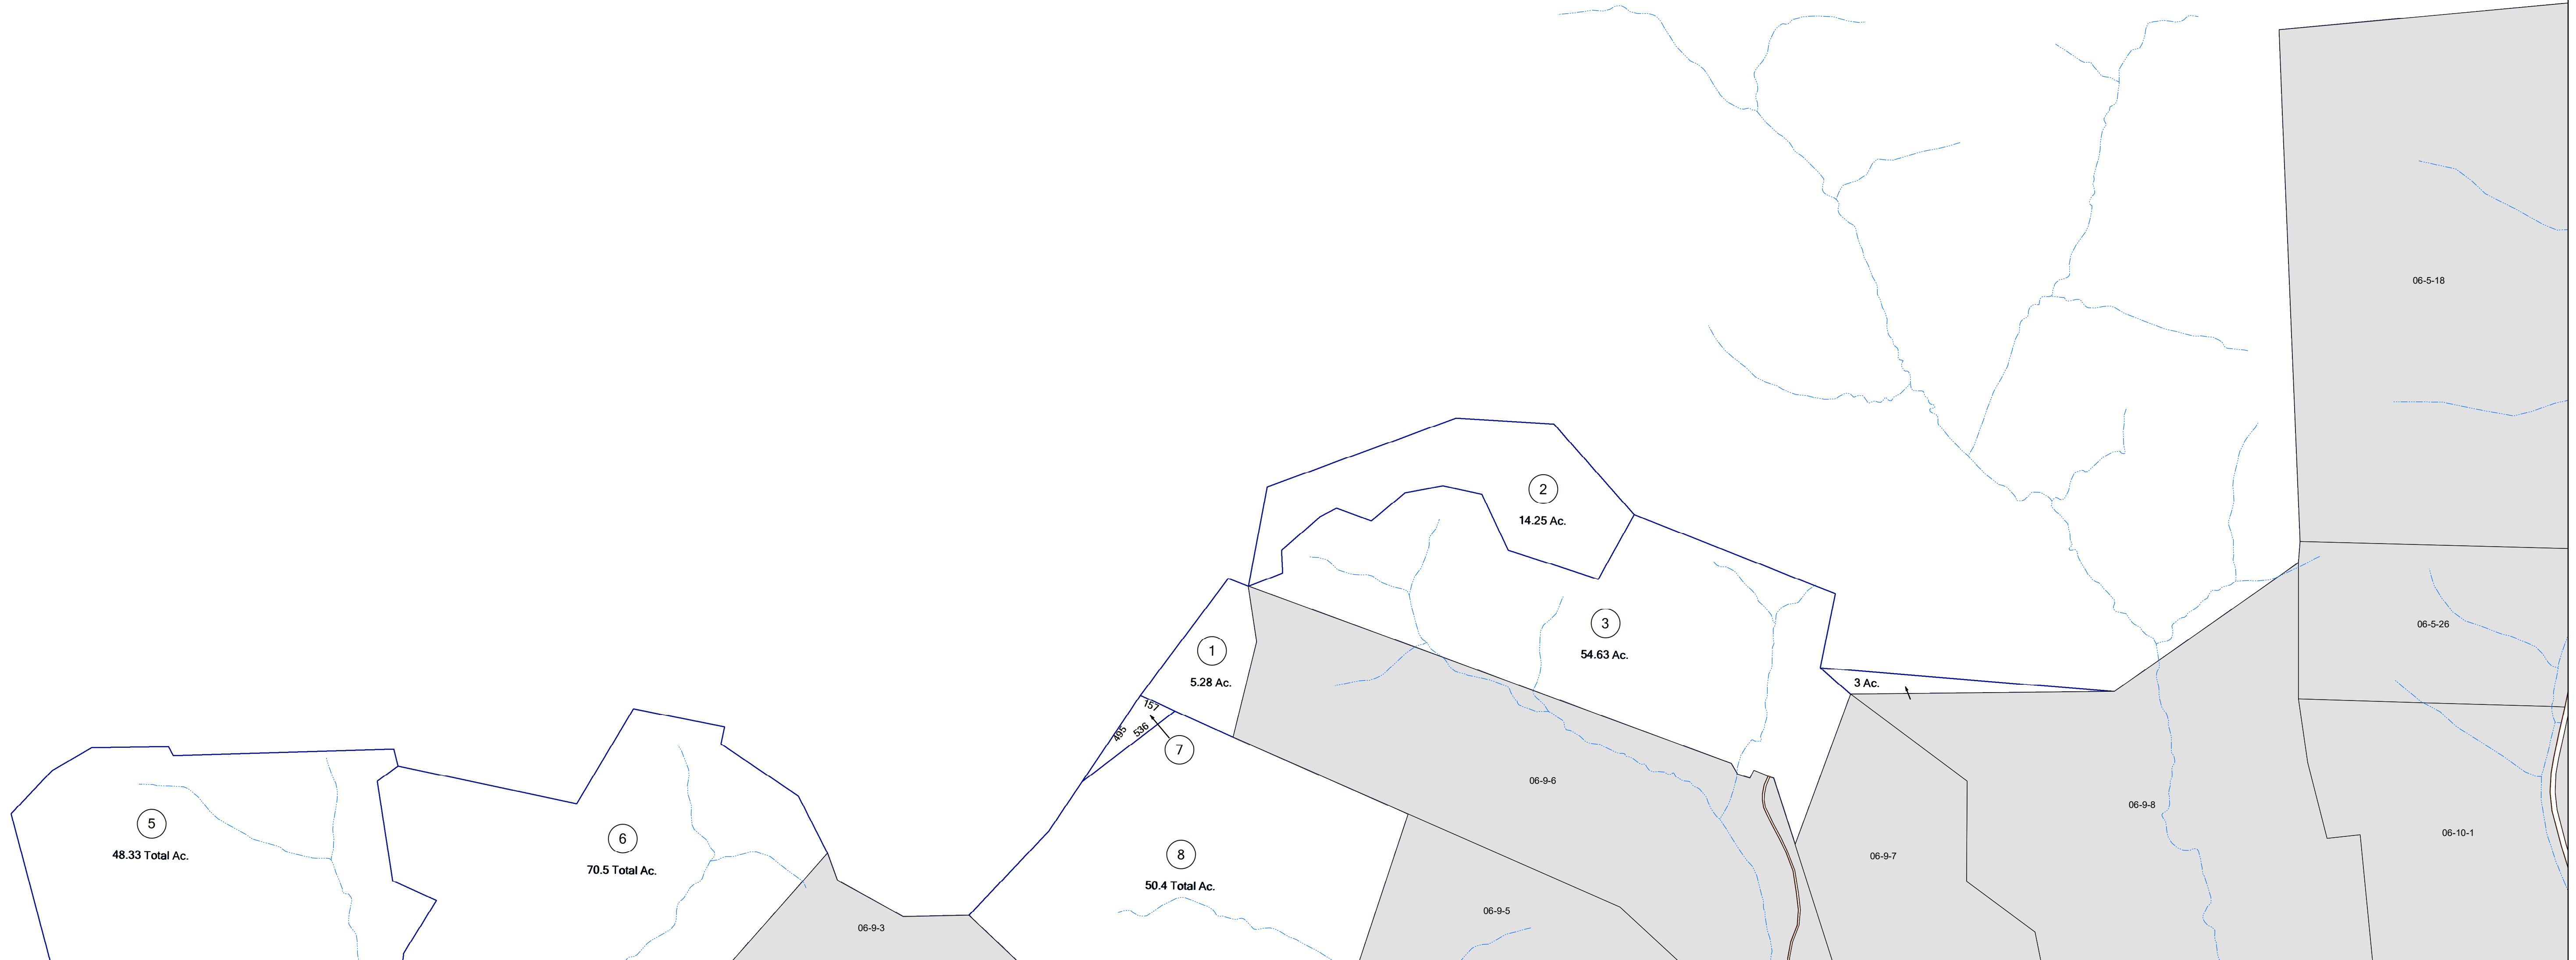 06-5-18
2
14.25 Ac.
3
54.63 Ac.
06-5-26
1
5.28 Ac.
3 Ac.
157
495
536
7
5
48.33 Total Ac.
6
70.5 Total Ac.
06-9-6
06-9-8
06-10-1
8
50.4 Total Ac.
06-9-7
06-9-5
06-9-3